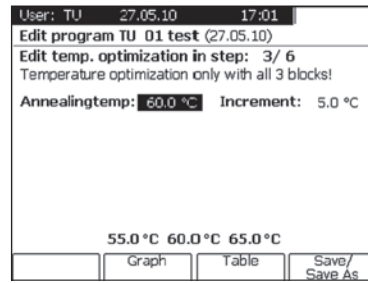 User: TU 27.05.10 17:01
Edit program TU 01 test (27.05.10)
Edit temp. optimization in step: 3/ 6
Temperature optimization only with all 3 blocks!
Annealingtemp: 60.0 °C Increment: 5.0 °C
55.0°C 60.0°C 65.0°C
Graph Table Save/
Save As